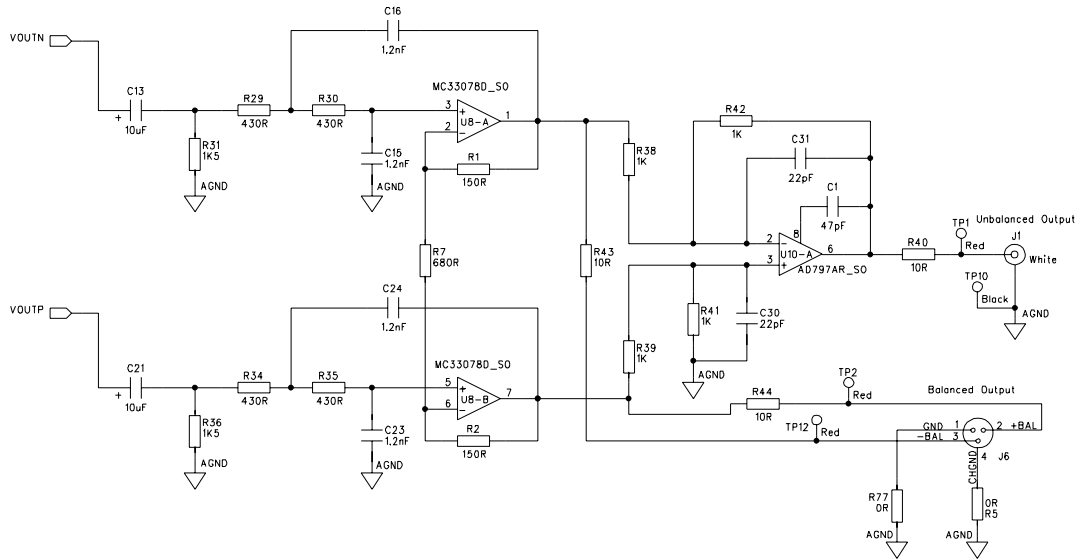 VOUTN
C13
+
10uF
R31
1K5
AGND
R29
430R
R30
430R
C16
1.2nF
C15
1.2nF
AGND
MC33078D_SO
3
+
2
−
U8-A
1
R1
150R
R7
680R
VOUTP
C21
+
10uF
R36
1K5
AGND
R34
430R
R35
430R
C24
1.2nF
C23
1.2nF
AGND
MC33078D_SO
5
+
6
−
U8-B
7
R2
150R
R38
1K
R43
10R
R39
1K
R42
1K
C31
22pF
C1
47pF
8
2
−
3
+
U10-A
6
AD797AR_SO
R41
1K
C30
22pF
AGND
R40
10R
TP1
Red
Unbalanced Output
J1
White
TP10
Black
AGND
R44
10R
TP2
Red
TP12
Red
Balanced Output
GND
1
2
+BAL
-BAL
3
4
J6
CHGND
R77
0R
AGND
0R
R5
AGND